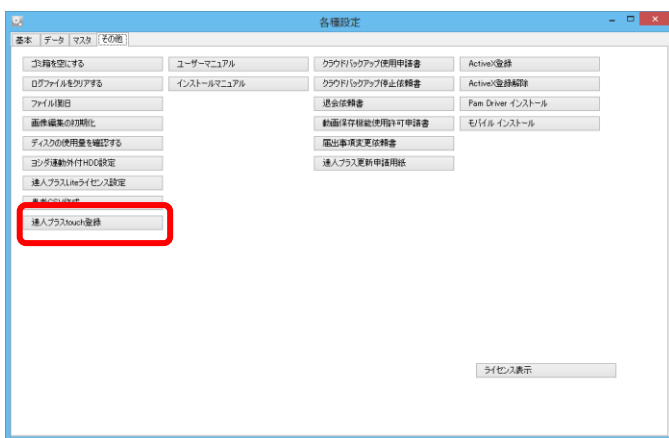 各種設定
基本 データ マスタ その他
ゴミ箱を空にする
ログファイルをクリアする
ファイル復旧
画像編集の初期化
ディスクの使用量を確認する
ヨシダ連動外付HDD設定
達人プラスLiteライセンス設定
達人プラスtouch登録
ユーザーマニュアル
インストールマニュアル
クラウドバックアップ使用申請書
クラウドバックアップ停止依頼書
退会依頼書
動画保存機能使用許可申請書
届出事項変更依頼書
達人プラス更新申請用紙
ActiveX登録
ActiveX登録解除
Pam Driver インストール
モバイル インストール
ライセンス表示